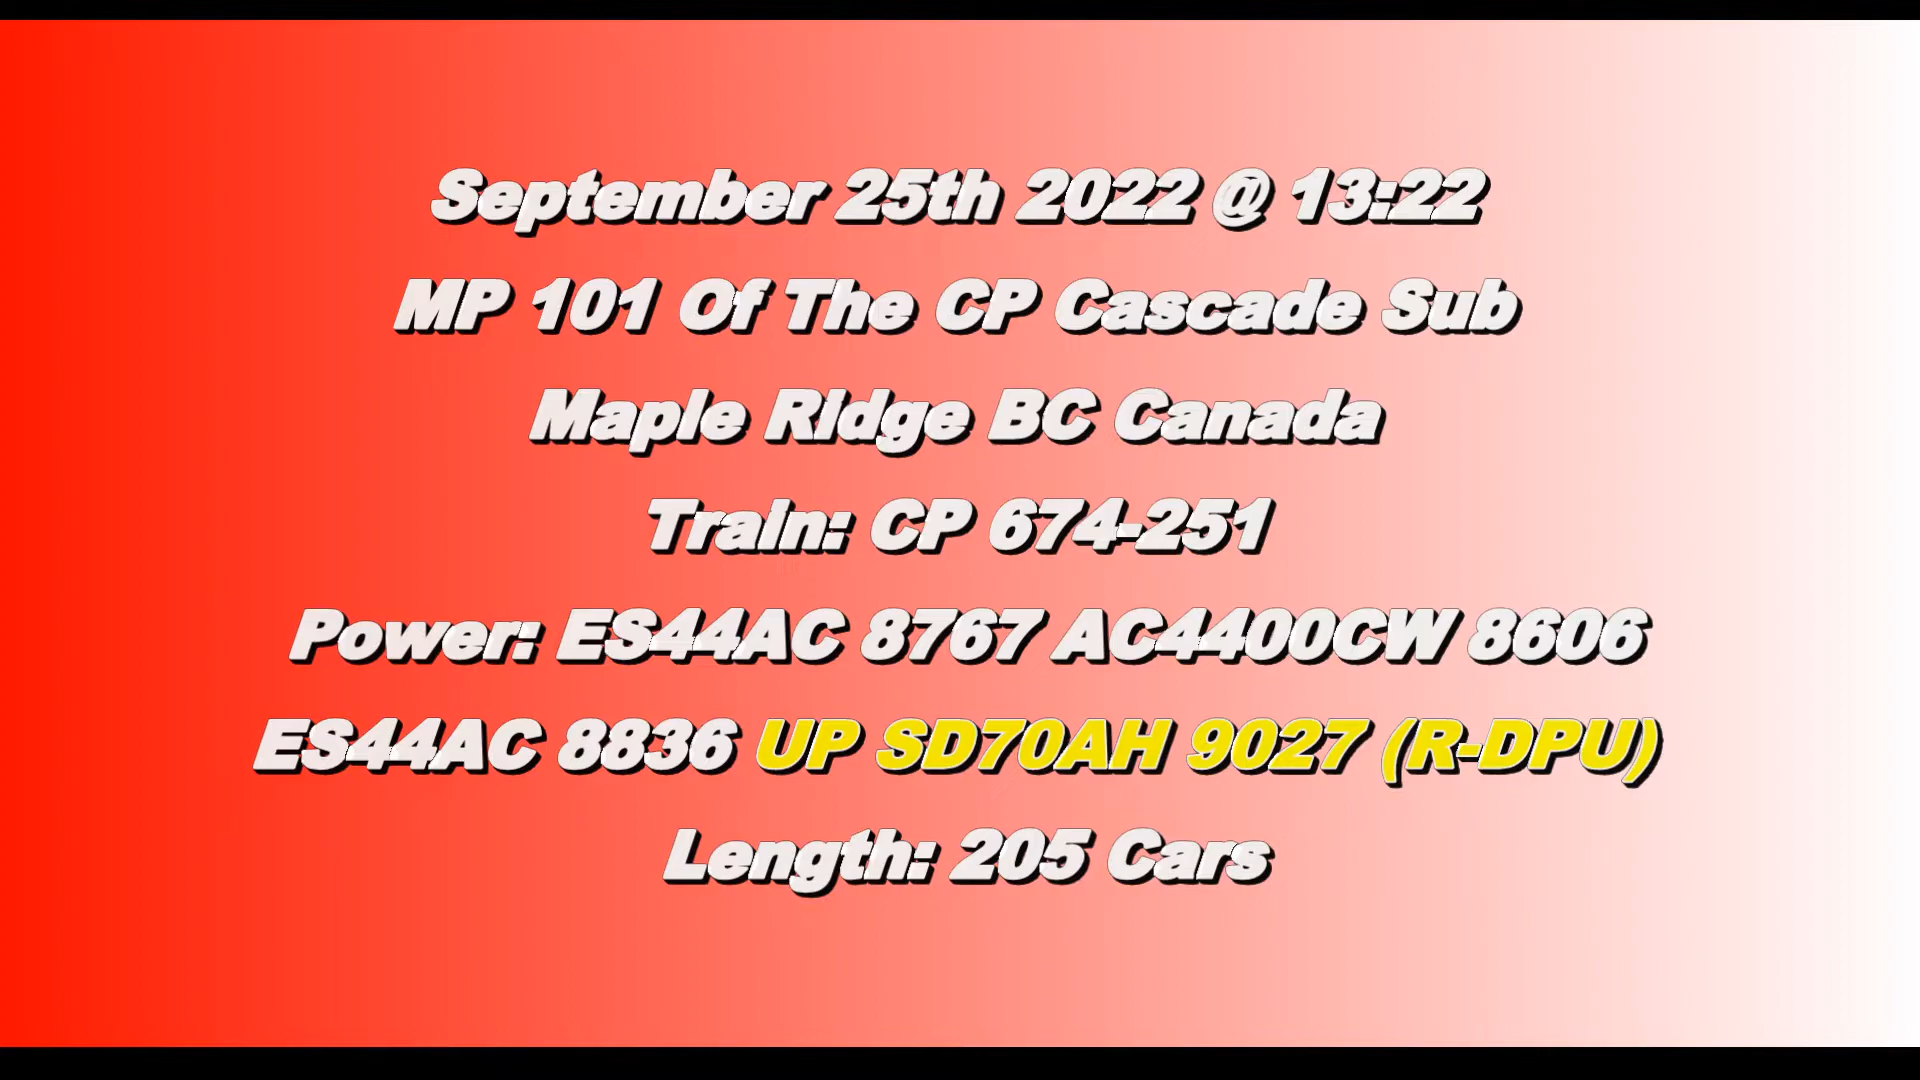 September 25th 2022 @ 13:22
MP 101 Of The CP Cascade Sub
Maple Ridge BC Canada
Train: CP 674-251
Power: ES44AC 8767 AC4400CW 8606
ES44AC 8836 UP SD70AH 9027 (R-DPU)
Length: 205 Cars